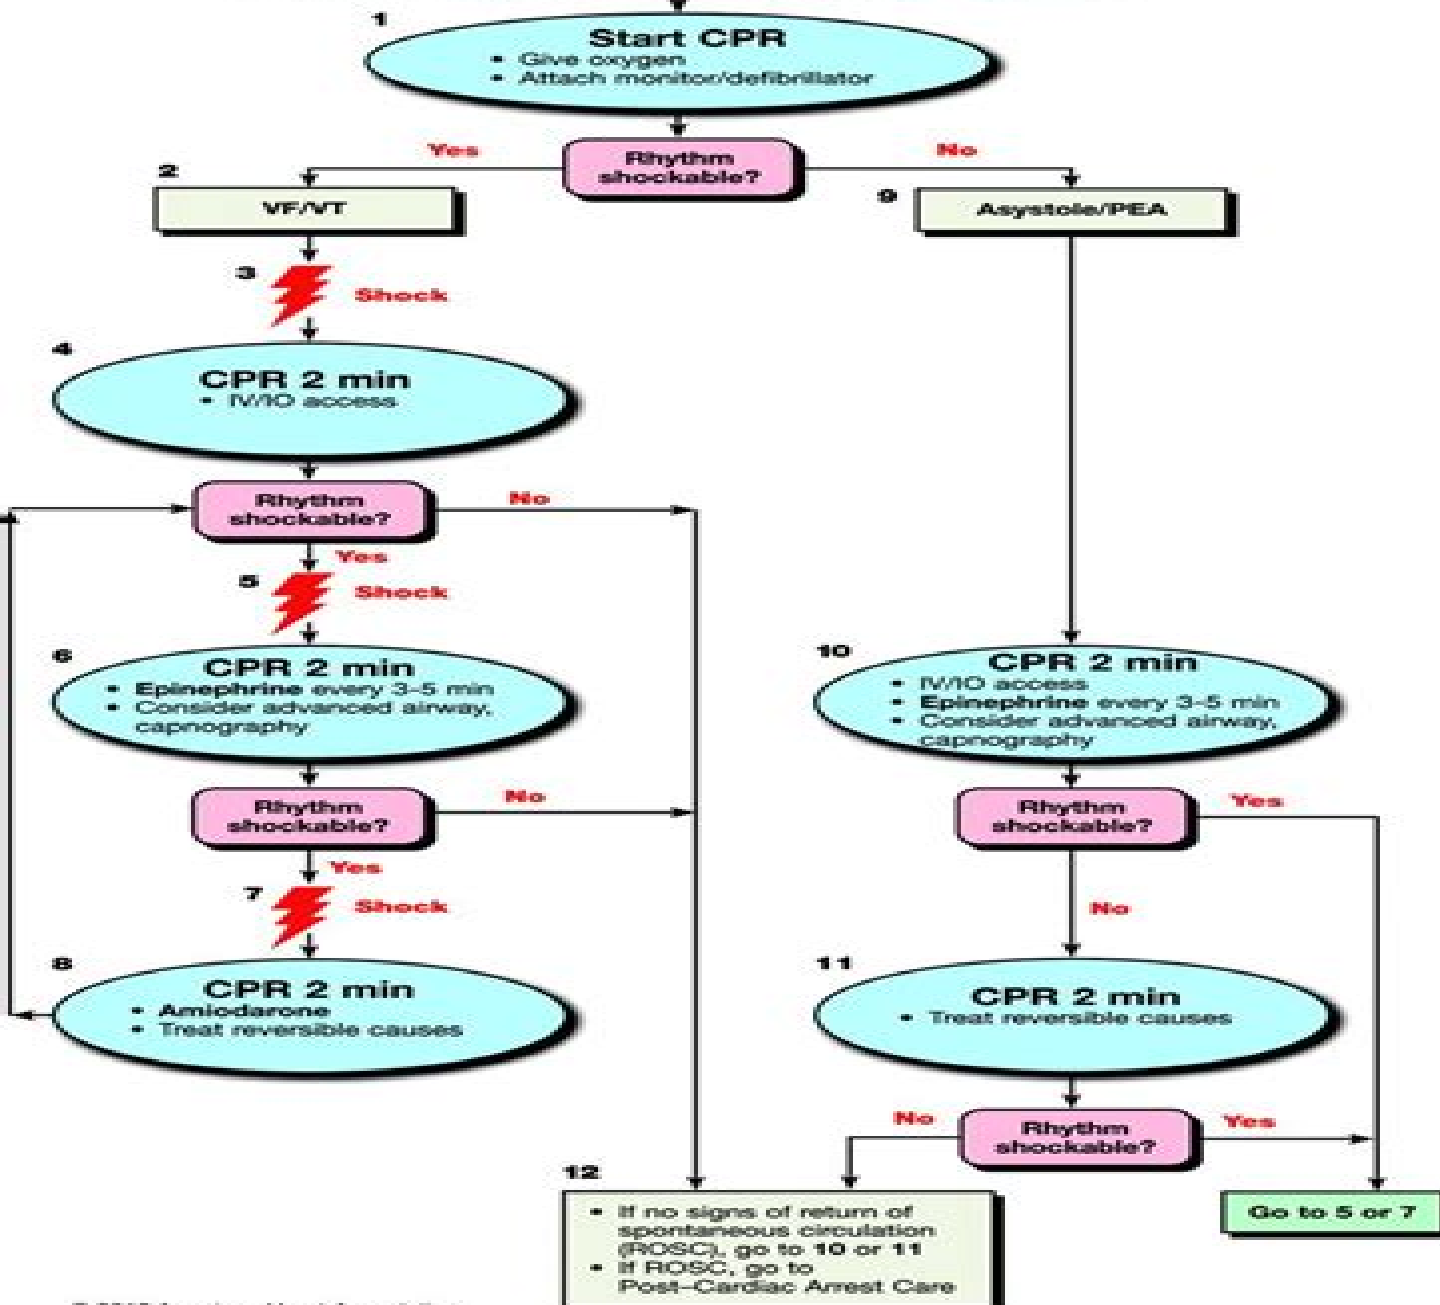 1
Start CPR
• Give oxygen
• Attach monitor/defibrillator
Yes
Rhythm
shockable?
No
2
VF/VT
9
Asystole/PEA
3
Shock
4
CPR 2 min
• IV/IO access
Rhythm
shockable?
No
Yes
5
Shock
6
CPR 2 min
• Epinephrine every 3-5 min
• Consider advanced airway,
capnography
10
CPR 2 min
• IV/IO access
• Epinephrine every 3-5 min
• Consider advanced airway,
capnography
Rhythm
shockable?
No
Rhythm
shockable?
Yes
Yes
7
Shock
No
8
CPR 2 min
• Amiodarone
• Treat reversible causes
11
CPR 2 min
• Treat reversible causes
No
Rhythm
shockable?
Yes
12
• If no signs of return of
spontaneous circulation
(ROSC), go to 10 or 11
• If ROSC, go to
Post–Cardiac Arrest Care
Go to 5 or 7